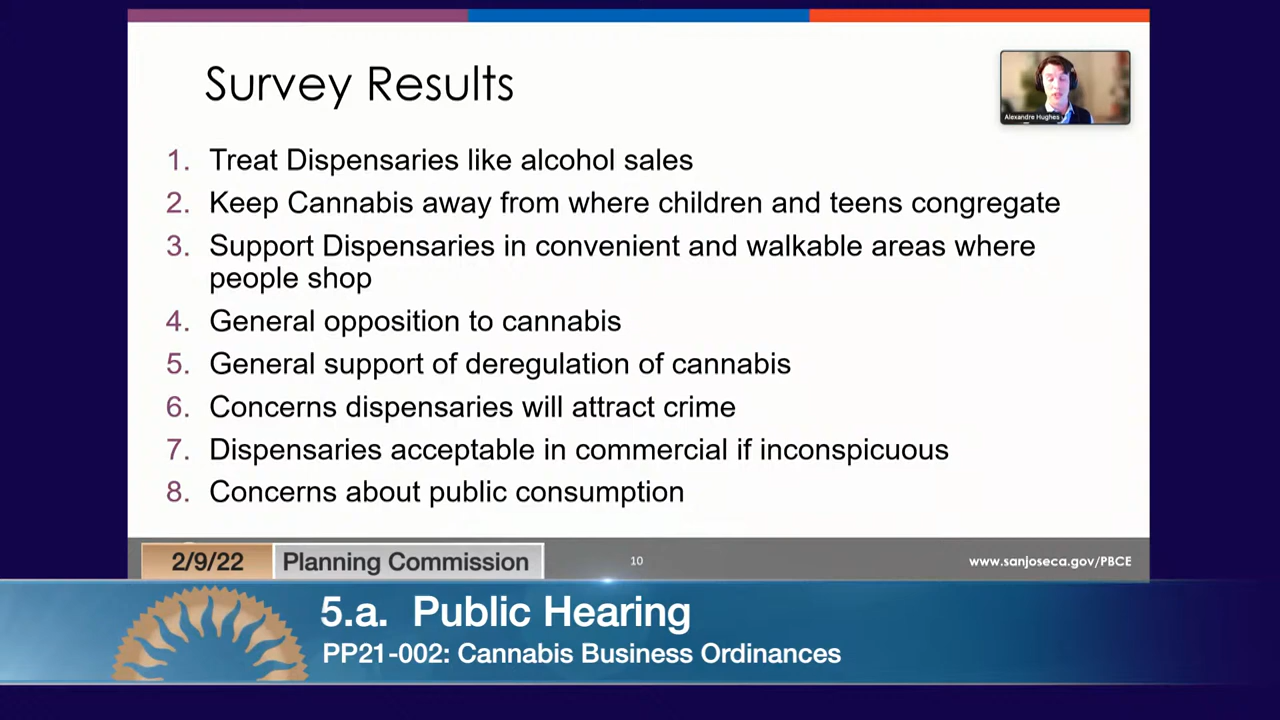 Survey Results
Alexandre Hughes
1. Treat Dispensaries like alcohol sales
2. Keep Cannabis away from where children and teens congregate
3. Support Dispensaries in convenient and walkable areas where
people shop
4. General opposition to cannabis
5. General support of deregulation of cannabis
6. Concerns dispensaries will attract crime
7. Dispensaries acceptable in commercial if inconspicuous
8. Concerns about public consumption
2/9/22 Planning Commission
10
www.sanjoseca.gov/PBCE
5.a. Public Hearing
PP21-002: Cannabis Business Ordinances